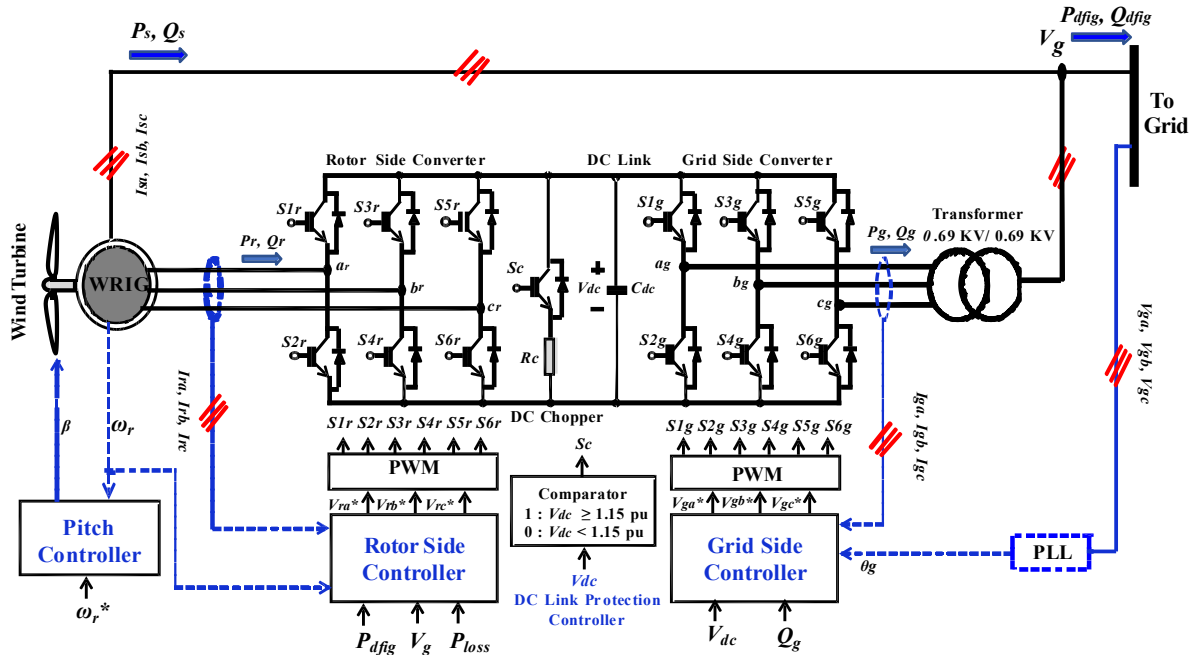 Ps, Qs
Pdfig, Qdfig
Vg
To
Grid
Isa, Isb, Isc
Rotor Side Converter
DC Link
Grid Side Converter
S1r
S3r
S5r
S1g
S3g
S5g
Transformer
0.69 KV/ 0.69 KV
Wind Turbine
WRIG
Pr, Qr
Pg, Qg
ar
br
cr
Sc
+
Vdc
−
Cdc
ag
bg
cg
S2r
S4r
S6r
Rc
S2g
S4g
S6g
Vga, Vgb, Vgc
DC Chopper
β
ωr
Ira, Irb, Irc
Iga, Igb, Igc
S1r S2r S3r S4r S5r S6r
S1g S2g S3g S4g S5g S6g
PWM
Sc
PWM
Vra* Vrb* Vrc*
Comparator
1 : Vdc ≥ 1.15 pu
0 : Vdc < 1.15 pu
Vga* Vgb* Vgc*
Pitch
Controller
Rotor Side
Controller
Grid Side
Controller
θg
PLL
Vdc
DC Link Protection
Controller
ωr*
Pdfig Vg Ploss
Vdc Qg